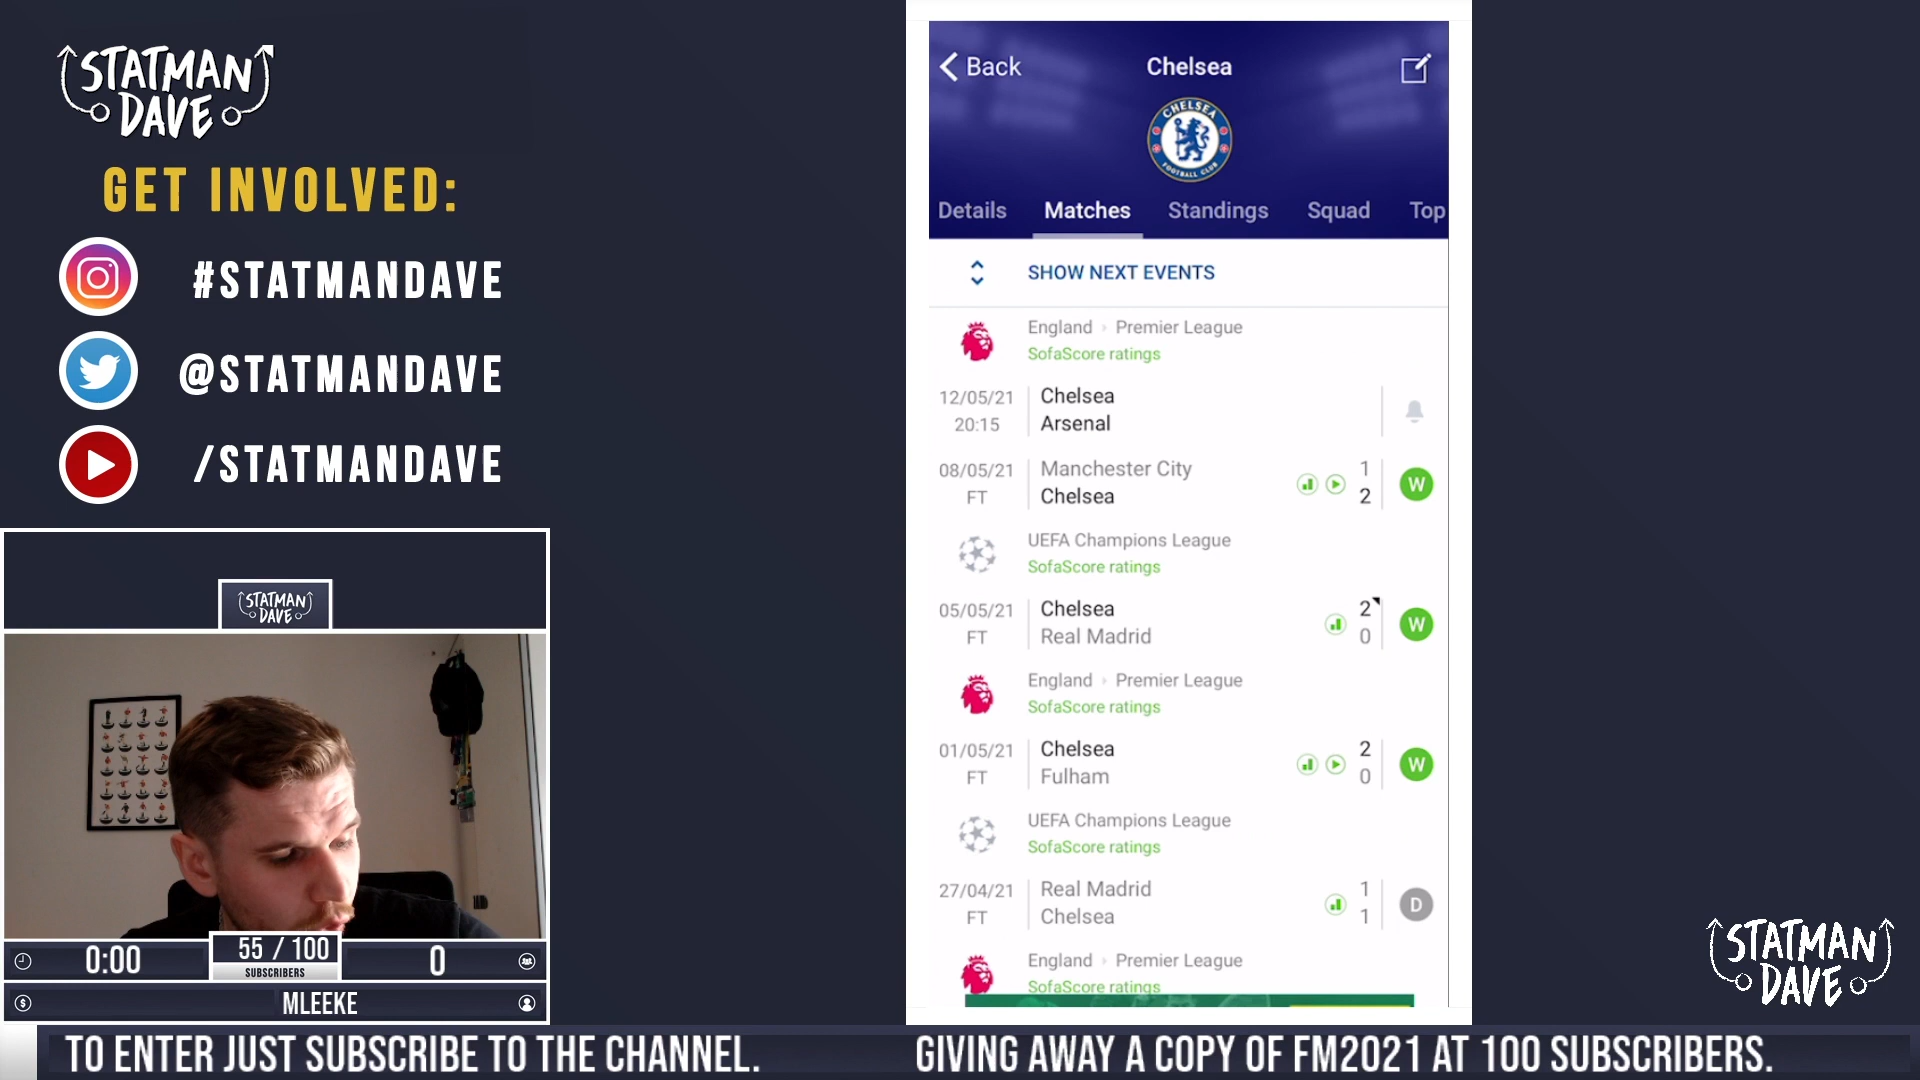 STATMAN
DAVE
GET INVOLVED:
#STATMANDAVE
@STATMANDAVE
/STATMANDAVE
STATMAN
DAVE
0:00
55 / 100
SUBSCRIBERS
0
MLEEKE
Back
Chelsea
CHELSEA
FOOTBALL CLUB
Details
Matches
Standings
Squad
Top
SHOW NEXT EVENTS
England › Premier League
SofaScore ratings
12/05/21
20:15
Chelsea
Arsenal
08/05/21
FT
Manchester City 1
Chelsea 2
W
UEFA Champions League
SofaScore ratings
05/05/21
FT
Chelsea 2
Real Madrid 0
W
England › Premier League
SofaScore ratings
01/05/21
FT
Chelsea 2
Fulham 0
W
UEFA Champions League
SofaScore ratings
27/04/21
FT
Real Madrid 1
Chelsea 1
D
England › Premier League
SofaScore ratings
STATMAN
DAVE
TO ENTER JUST SUBSCRIBE TO THE CHANNEL. GIVING AWAY A COPY OF FM2021 AT 100 SUBSCRIBERS.